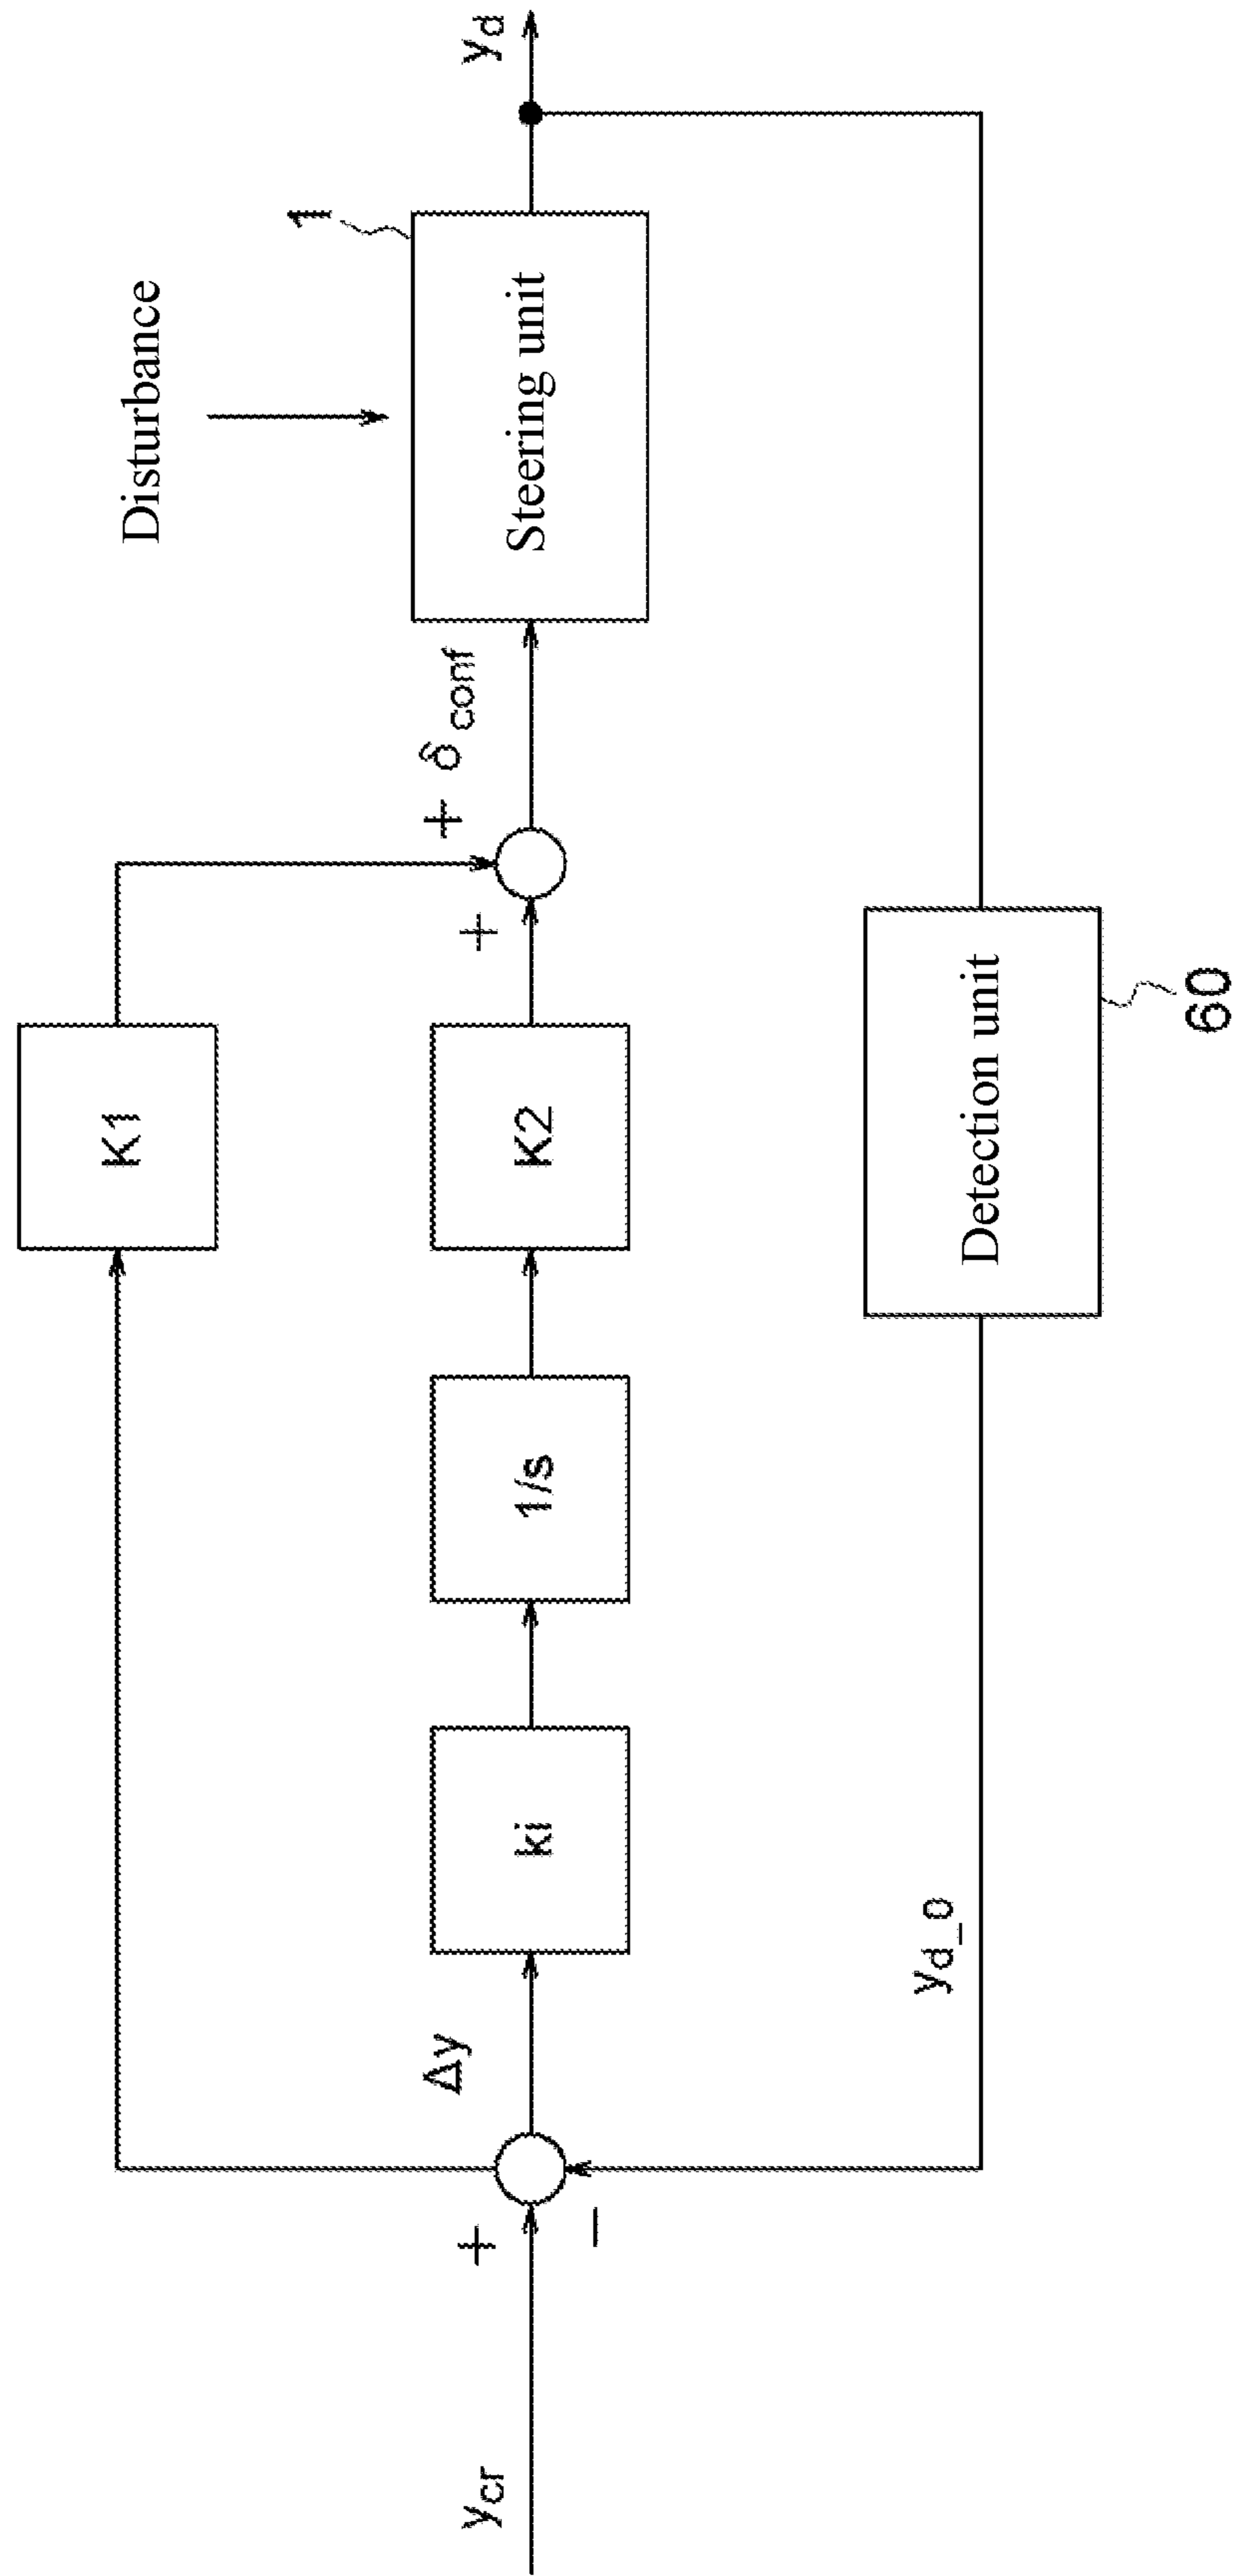 Disturbance
1
K1
+
δconf
yd
ycr
+
−
Δy
ki
1/s
K2
+
Steering unit
yd_0
Detection unit
60